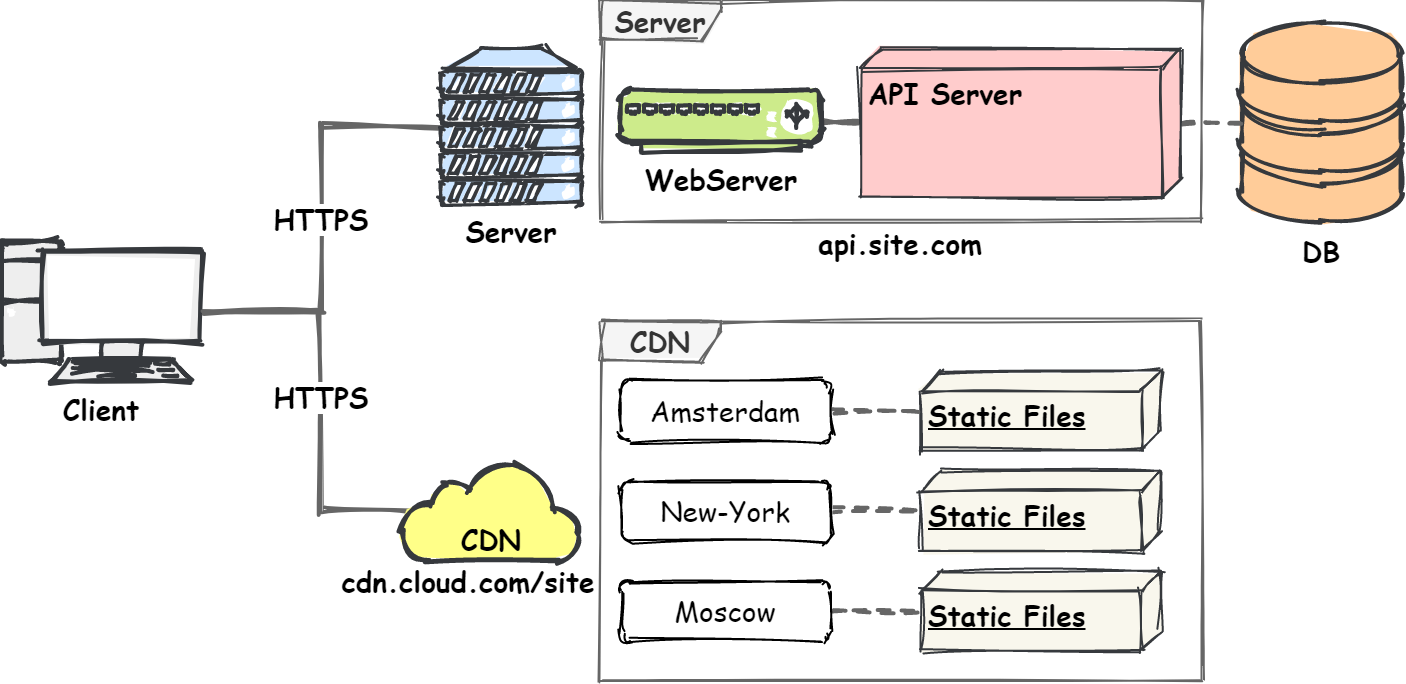 Server
API Server
WebServer
HTTPS
Server
api.site.com
DB
CDN
Client
HTTPS
Amsterdam
Static Files
New-York
Static Files
CDN
cdn.cloud.com/site
Moscow
Static Files